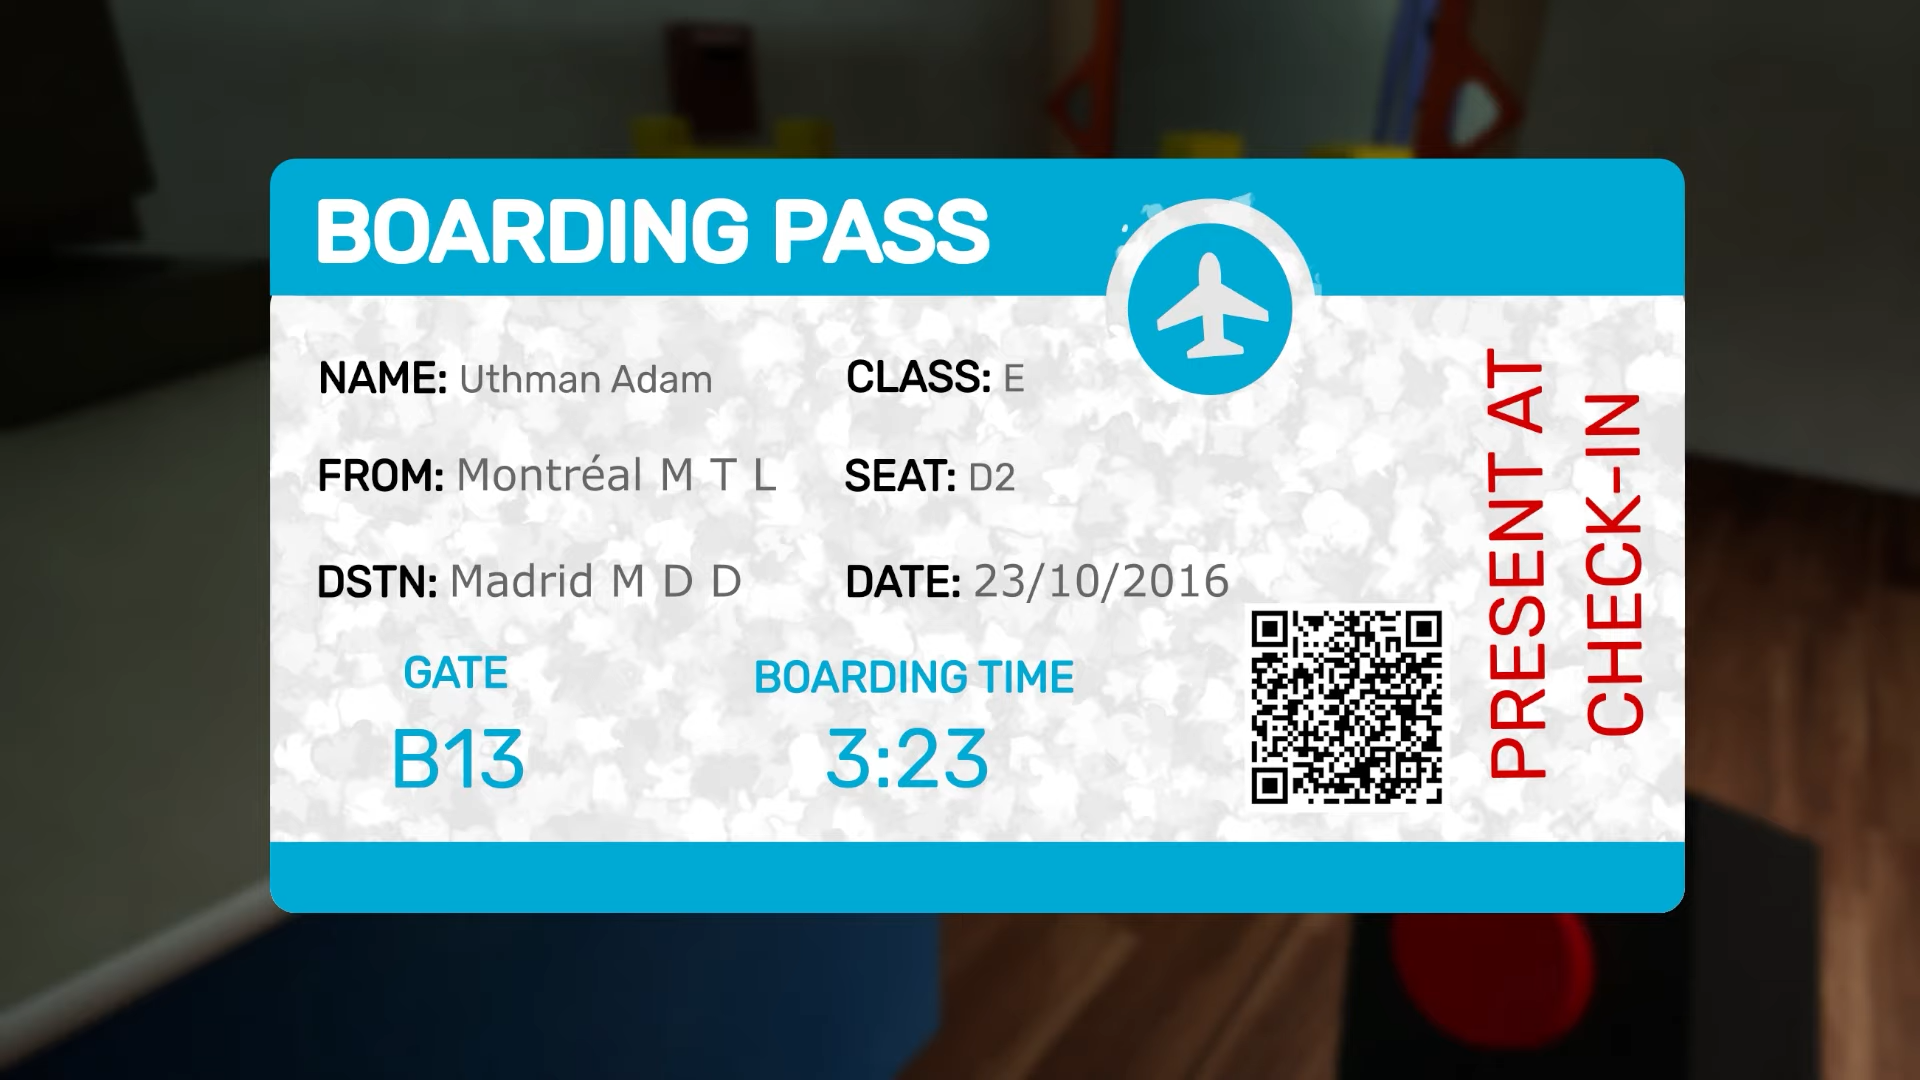 BOARDING PASS
NAME: Uthman Adam
CLASS: E
FROM: Montréal M T L
SEAT: D2
DSTN: Madrid M D D
DATE: 23/10/2016
GATE
B13
BOARDING TIME
3:23
PRESENT AT
CHECK-IN